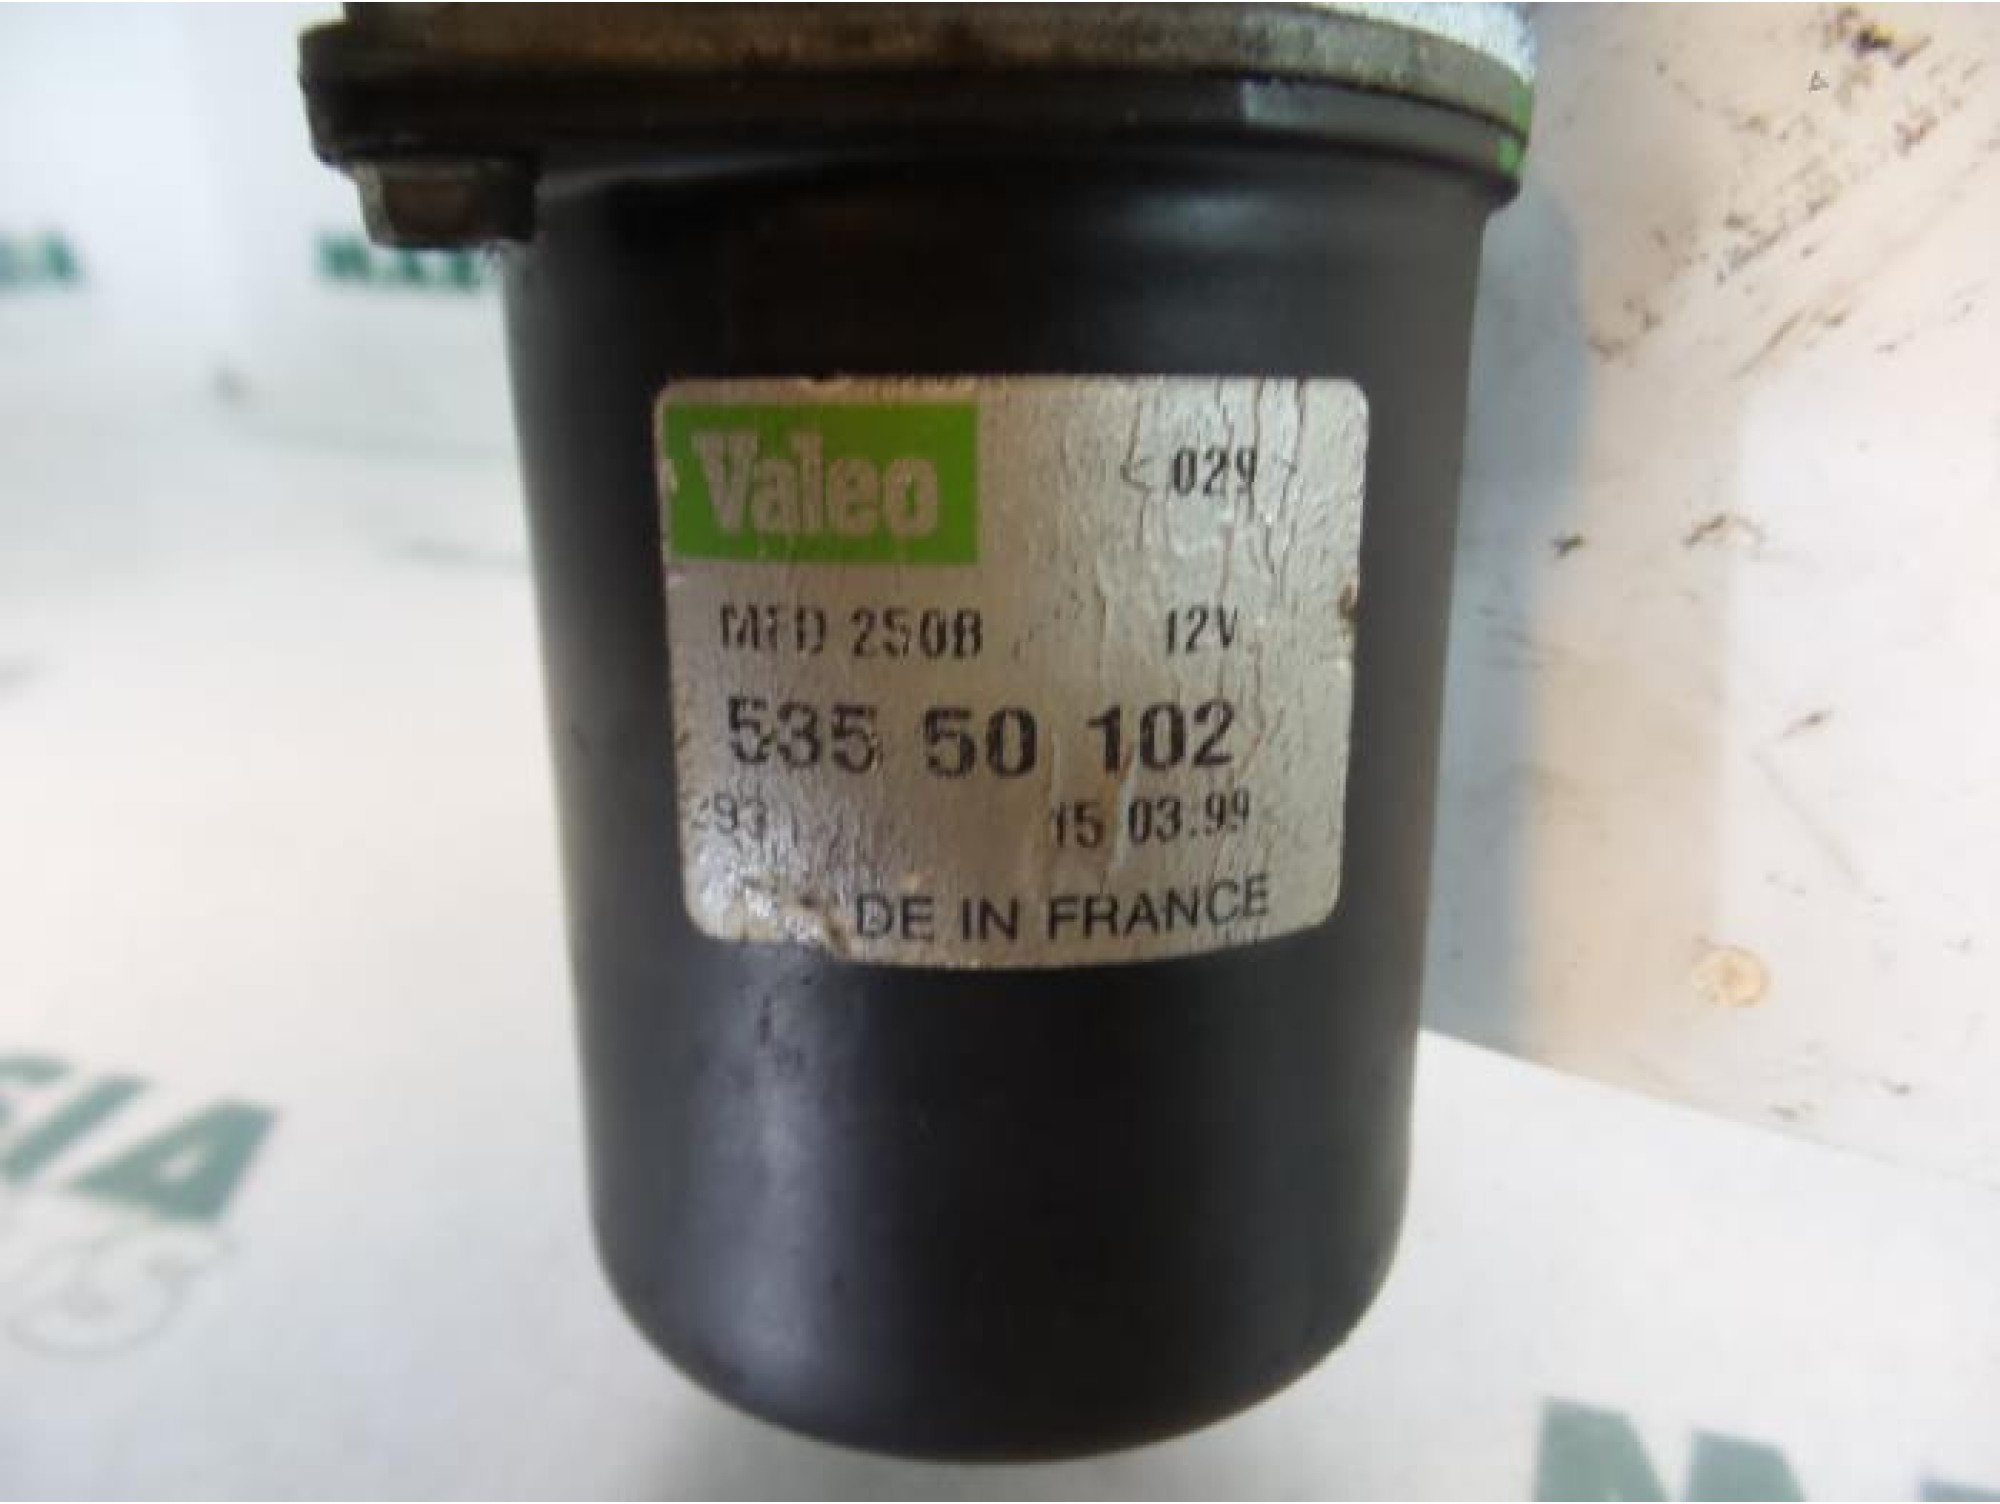 Valeo
029
MFD 250B 12V
535 50 102
293 15 03.99
DE IN FRANCE